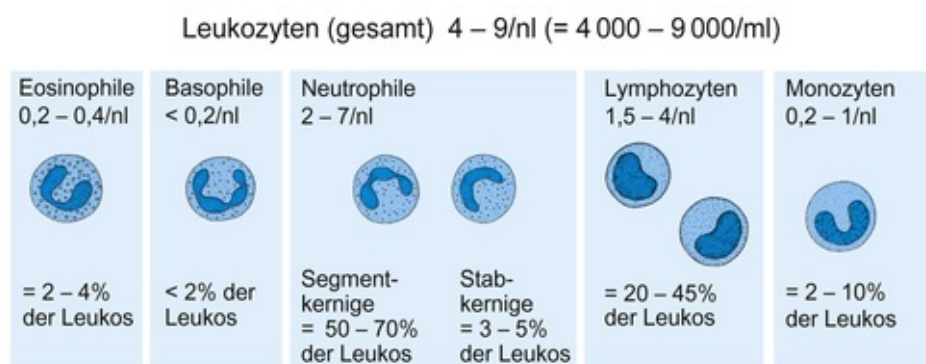 Leukozyten (gesamt) 4 – 9/nl (= 4 000 – 9 000/ml)
Eosinophile
0,2 – 0,4/nl
= 2 – 4%
der Leukos
Basophile
< 0,2/nl
< 2% der
Leukos
Neutrophile
2 – 7/nl
Segment-
kernige
= 50 – 70%
der Leukos
Stab-
kernige
= 3 – 5%
der Leukos
Lymphozyten
1,5 – 4/nl
= 20 – 45%
der Leukos
Monozyten
0,2 – 1/nl
= 2 – 10%
der Leukos